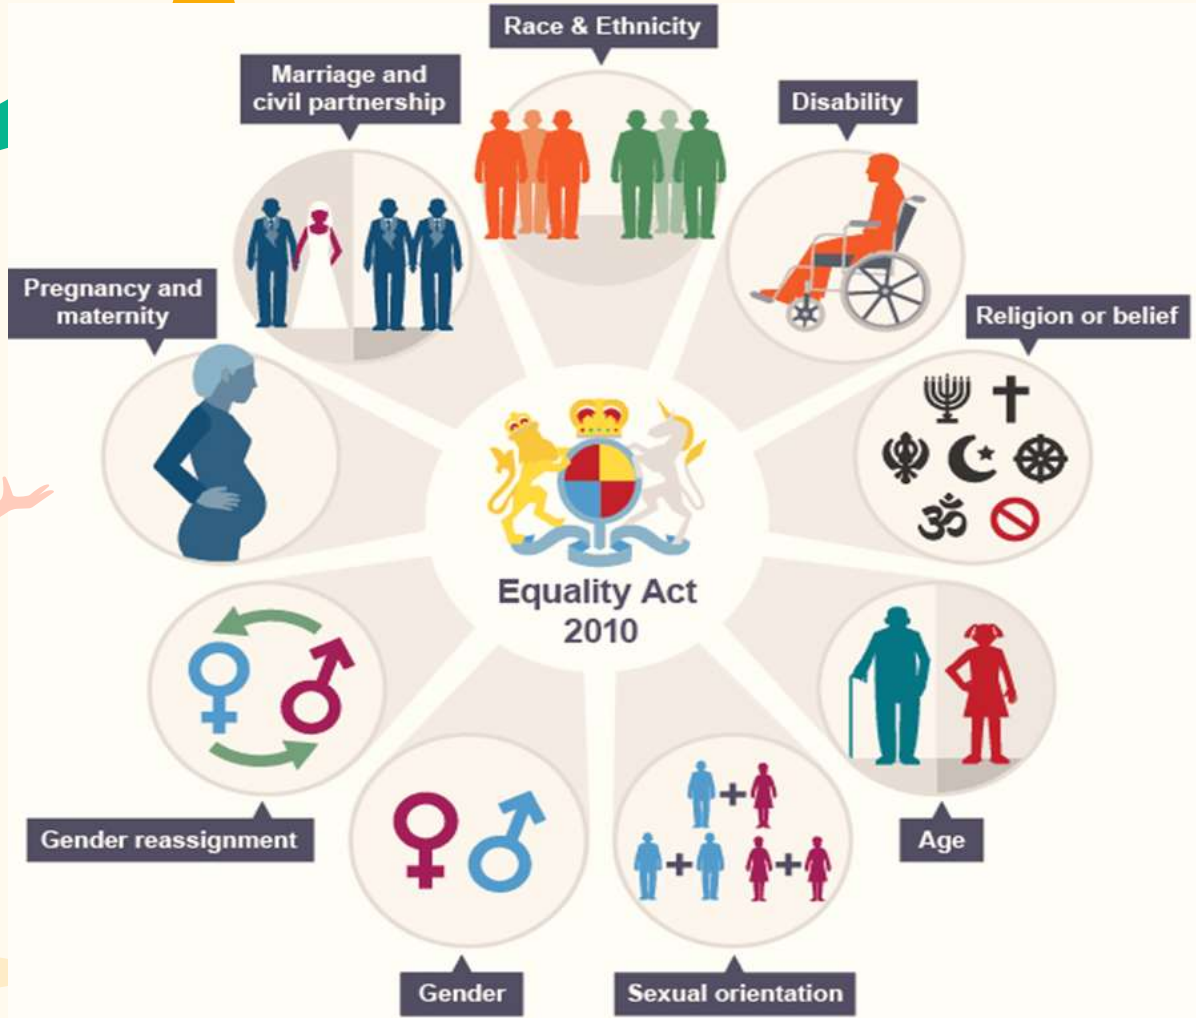 Race & Ethnicity
Marriage and
civil partnership
Disability
Pregnancy and
maternity
Religion or belief
Equality Act
2010
Gender reassignment
Age
Gender
Sexual orientation